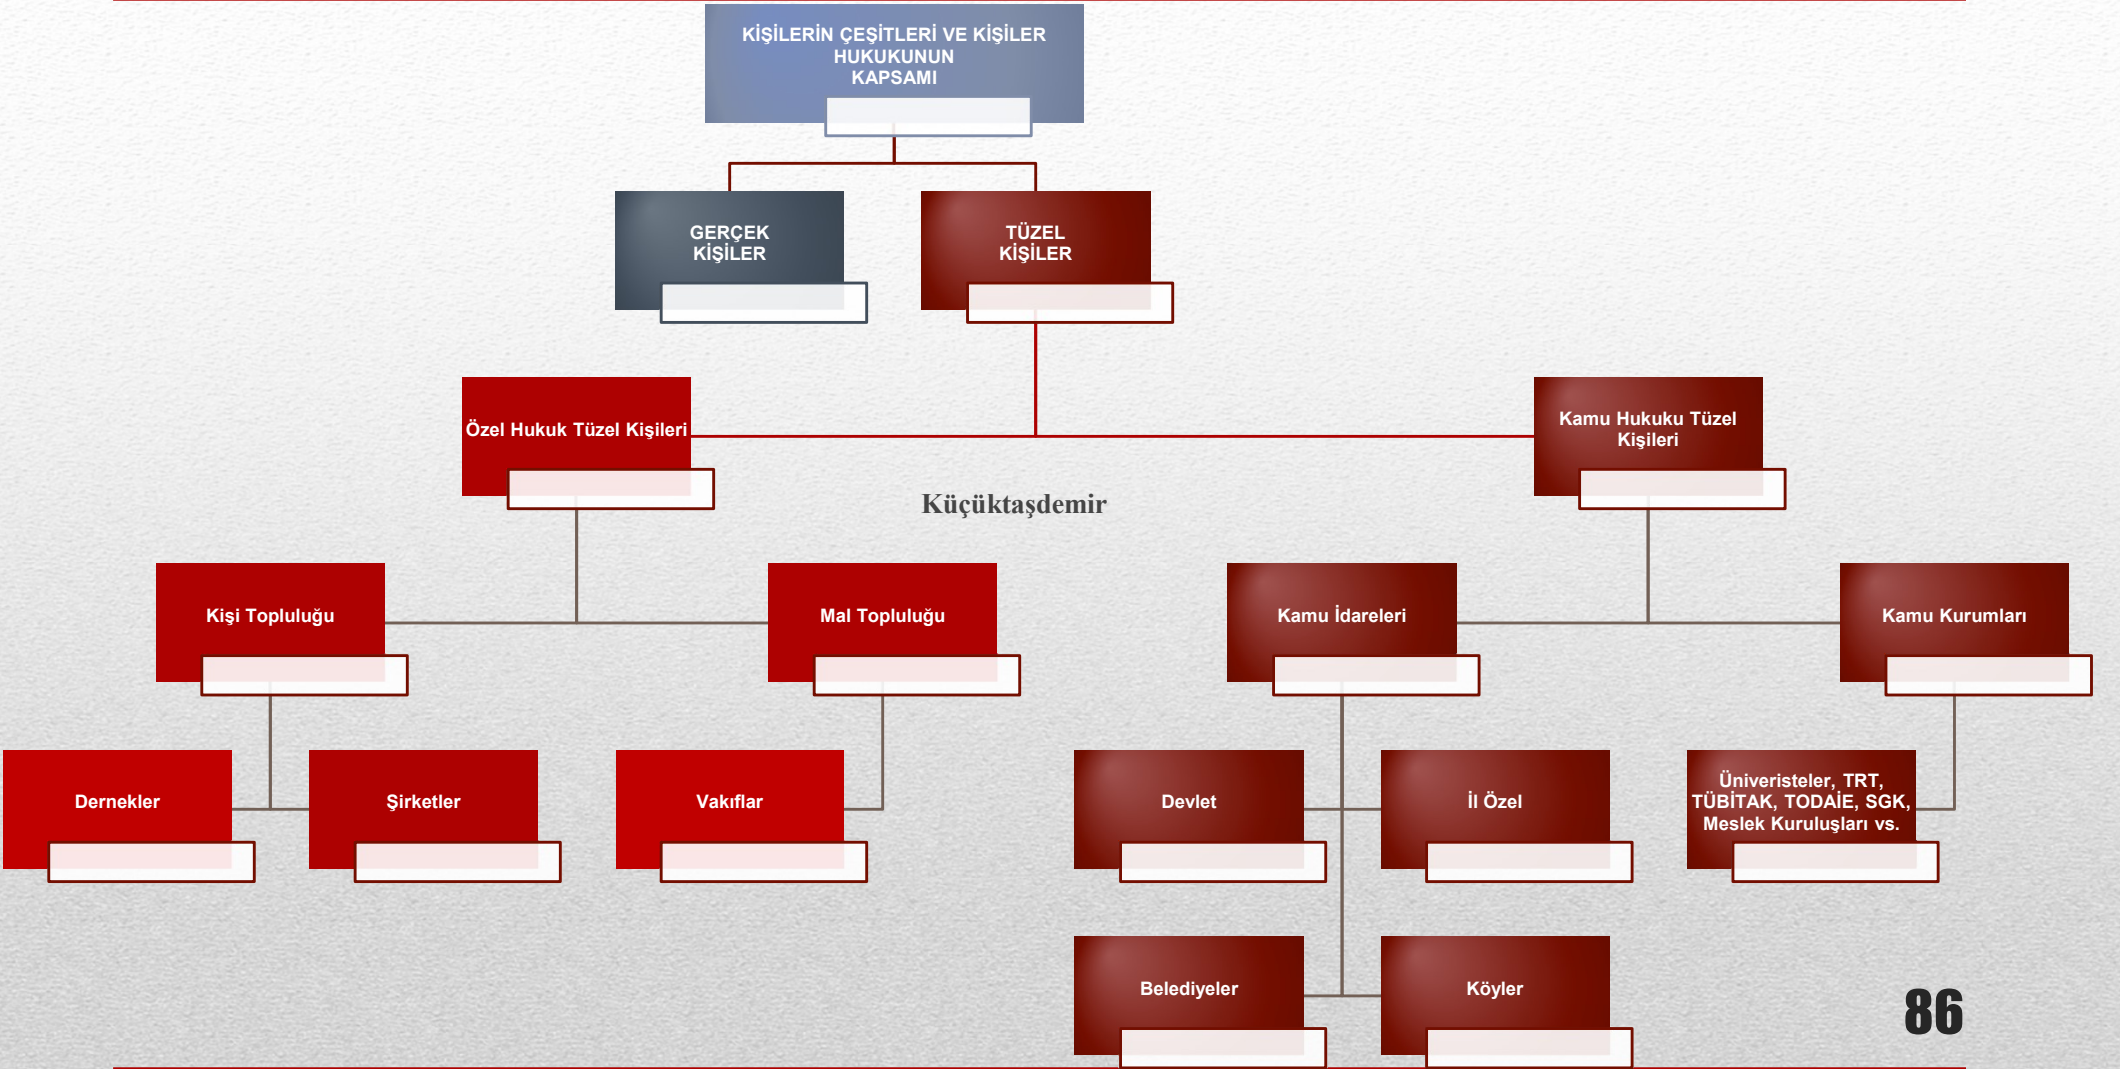 KİŞİLERİN ÇEŞİTLERİ VE KİŞİLER
HUKUKUNUN
KAPSAMI
GERÇEK
KİŞİLER
TÜZEL
KİŞİLER
Özel Hukuk Tüzel Kişileri
Kamu Hukuku Tüzel
Kişileri
Küçüktaşdemir
Kişi Topluluğu
Mal Topluluğu
Kamu İdareleri
Kamu Kurumları
Dernekler
Şirketler
Vakıflar
Devlet
İl Özel
Üniveristeler, TRT,
TÜBİTAK, TODAİE, SGK,
Meslek Kuruluşları vs.
Belediyeler
Köyler
86